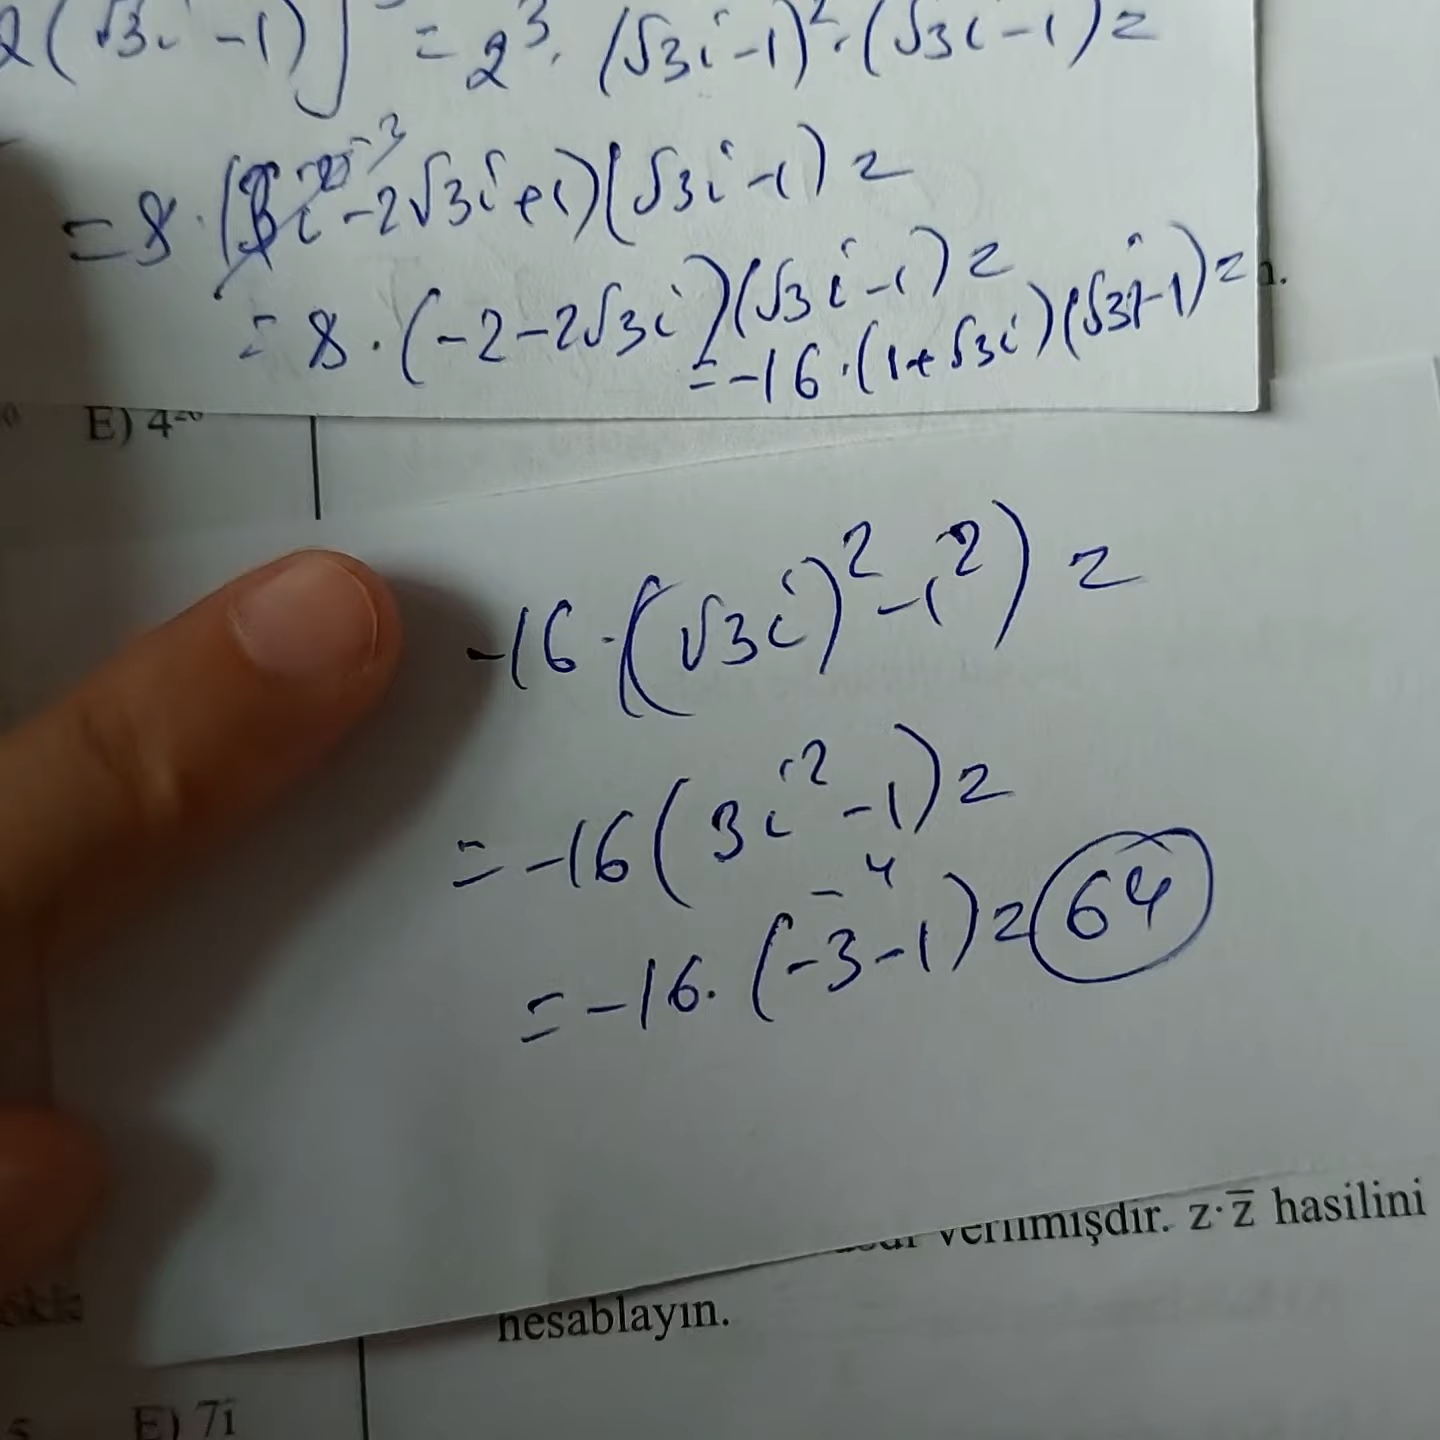 2(√3i -1)] = 2³. (√3i-1)².(√3i-1)=
=8.( -2√3i+1)(√3i-1)=
=8.(-2-2√3i)(√3i-1)=
=-16.(1+√3i)(√3i-1)=
E) 4²⁰
-16.((√3i)²-1²)=
=-16(3i²-1)=
-4
=-16.(-3-1)=64
verilmişdir. z·z̅ hasilini
hesablayın.
E) 7i